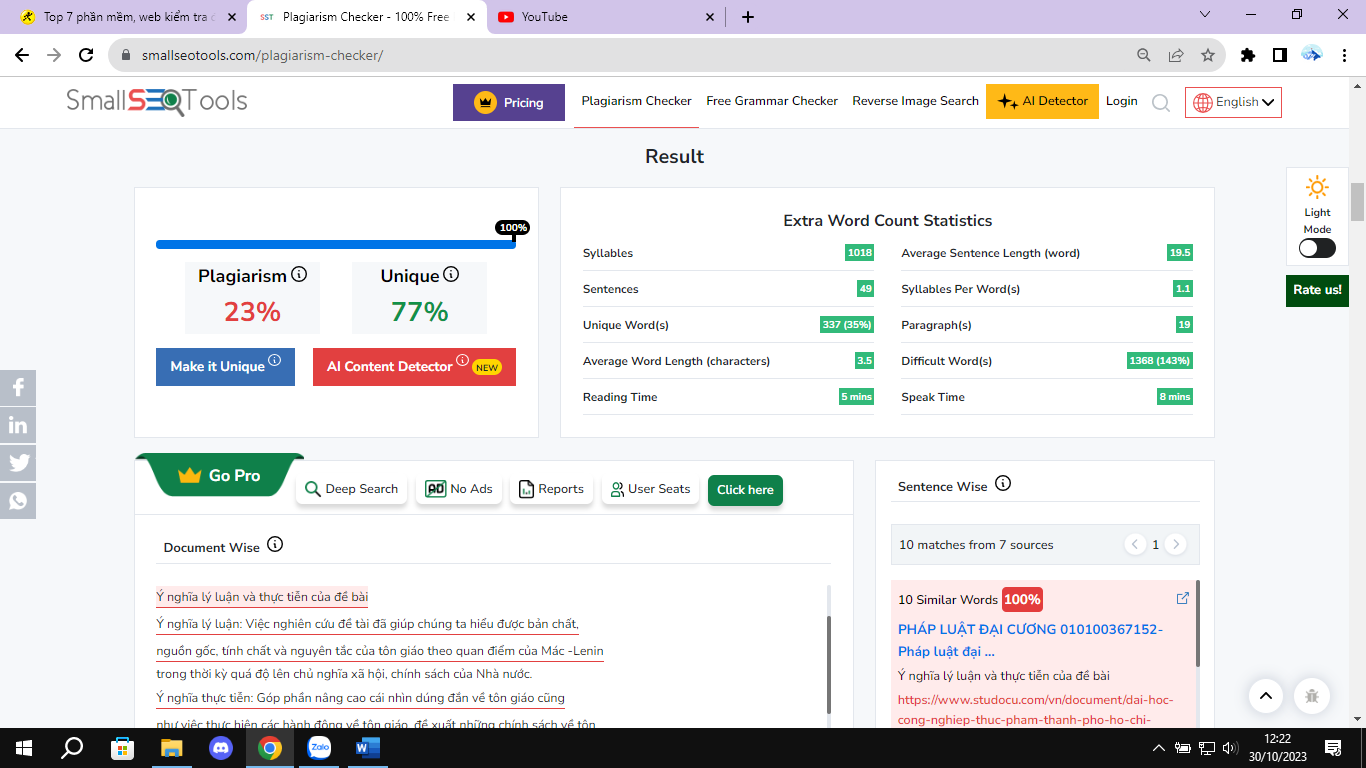 Top 7 phần mềm, web kiểm tra
Plagiarism Checker - 100% Free
YouTube
smallseotools.com/plagiarism-checker/
SmallSEOTools
Pricing
Plagiarism Checker
Free Grammar Checker
Reverse Image Search
AI Detector
Login
English
Result
Light
Mode
Rate us!
100%
Plagiarism
23%
Unique
77%
Make it Unique
AI Content Detector NEW
Extra Word Count Statistics
Syllables 1018
Average Sentence Length (word) 19.5
Sentences 49
Syllables Per Word(s) 1.1
Unique Word(s) 337 (35%)
Paragraph(s) 19
Average Word Length (characters) 3.5
Difficult Word(s) 1368 (143%)
Reading Time 5 mins
Speak Time 8 mins
Go Pro
Deep Search
AD No Ads
Reports
User Seats
Click here
Document Wise
Ý nghĩa lý luận và thực tiễn của đề bài
Ý nghĩa lý luận: Việc nghiên cứu đề tài đã giúp chúng ta hiểu được bản chất,
nguồn gốc, tính chất và nguyên tắc của tôn giáo theo quan điểm của Mác -Lenin
trong thời kỳ quá độ lên chủ nghĩa xã hội, chính sách của Nhà nước.
Ý nghĩa thực tiễn: Góp phần nâng cao cái nhìn đúng đắn về tôn giáo cũng
như việc thực hiện các hành động về tôn giáo, đề xuất những chính sách về tôn
Sentence Wise
10 matches from 7 sources
1
10 Similar Words 100%
PHÁP LUẬT ĐẠI CƯƠNG 010100367152-
Pháp luật đại ...
Ý nghĩa lý luận và thực tiễn của đề bài
https://www.studocu.com/vn/document/dai-hoc-
cong-nghiep-thuc-pham-thanh-pho-ho-chi-
Zalo
12:22
30/10/2023